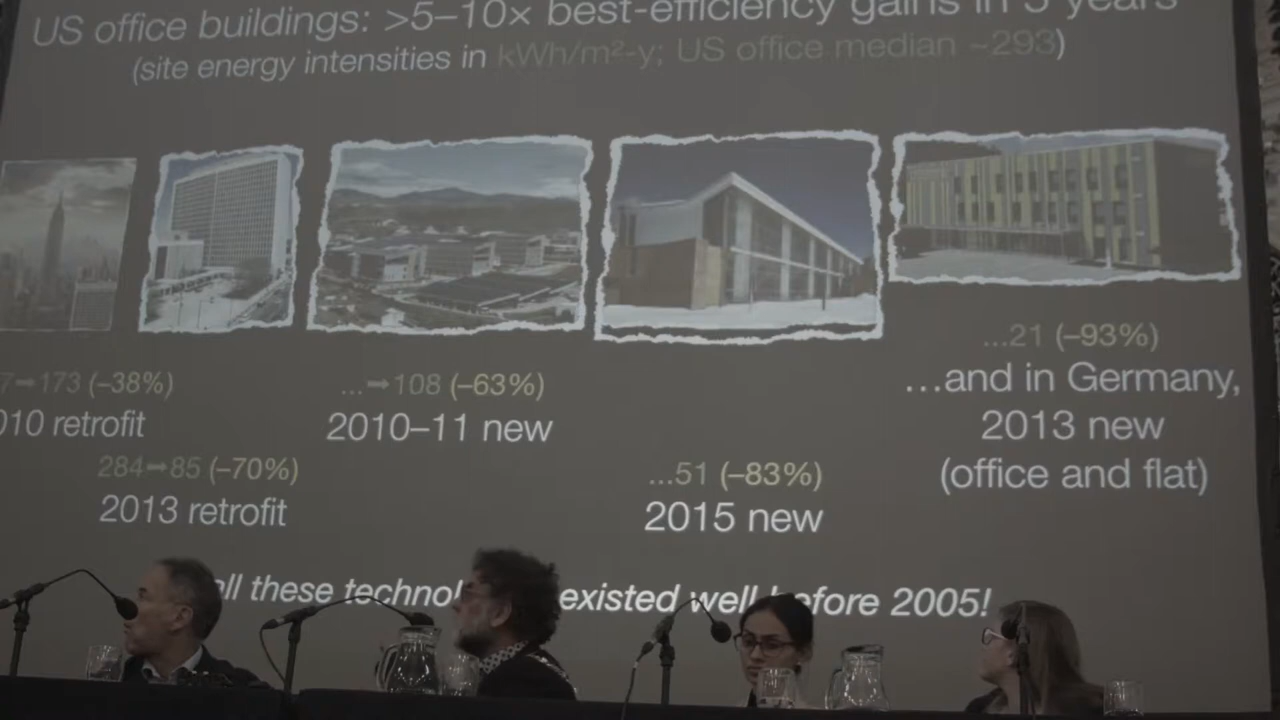 US office buildings: >5–10× best-efficiency gains in 5 years
(site energy intensities in kWh/m²-y; US office median ~293)
7➡173 (–38%)
010 retrofit
284➡85 (–70%)
2013 retrofit
...➡108 (–63%)
2010–11 new
...51 (–83%)
2015 new
...21 (–93%)
…and in Germany,
2013 new
(office and flat)
all these technol existed well before 2005!